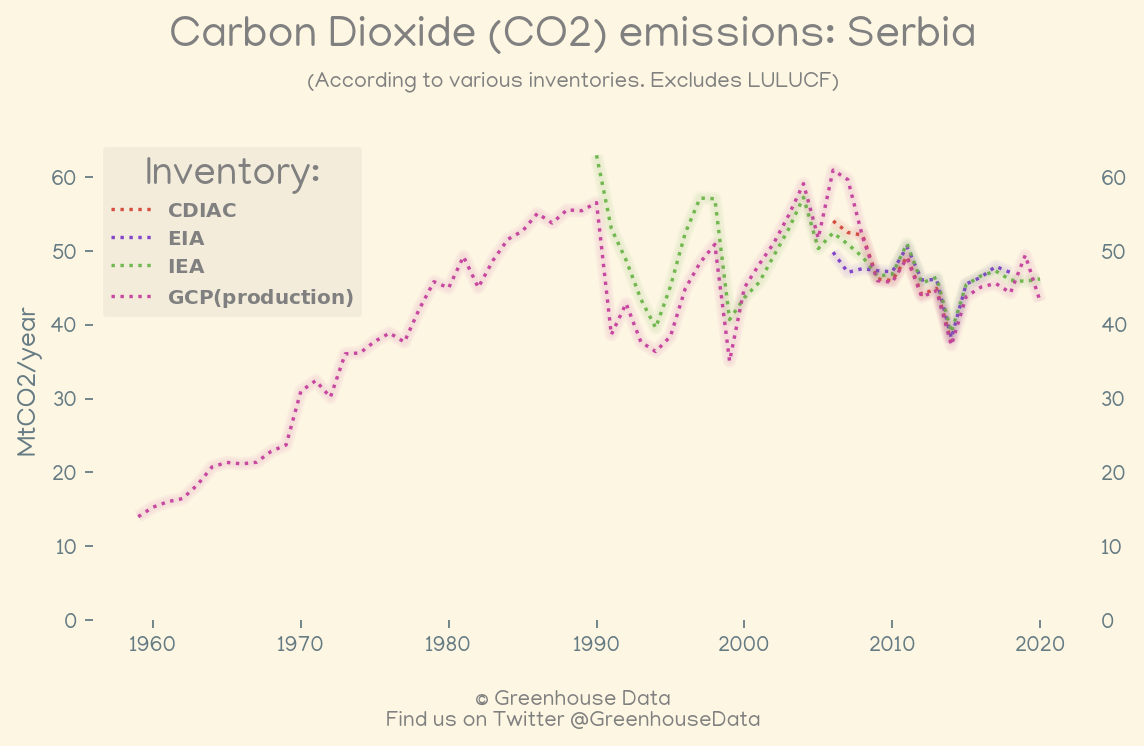 Carbon Dioxide (CO2) emissions: Serbia
(According to various inventories. Excludes LULUCF)
Inventory:
CDIAC
EIA
IEA
GCP(production)
MtCO2/year
60
50
40
30
20
10
0
60
50
40
30
20
10
0
1960 1970 1980 1990 2000 2010 2020
© Greenhouse Data
Find us on Twitter @GreenhouseData